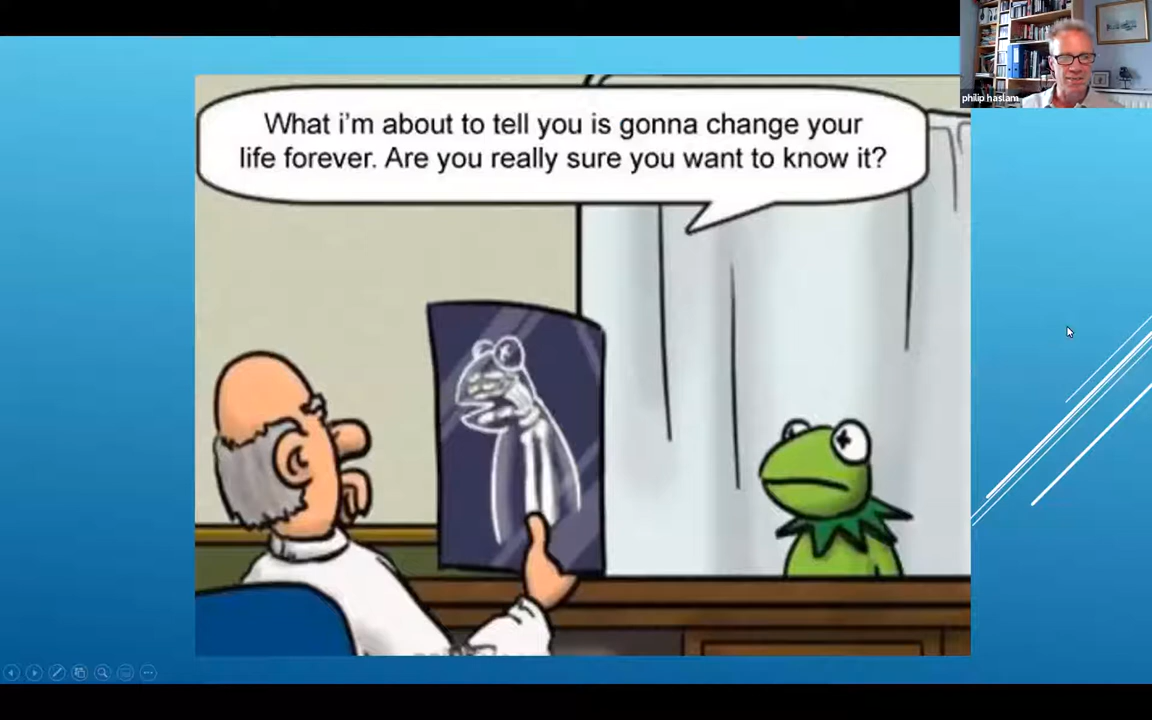 What i'm about to tell you is gonna change your
life forever. Are you really sure you want to know it?
philip haslam